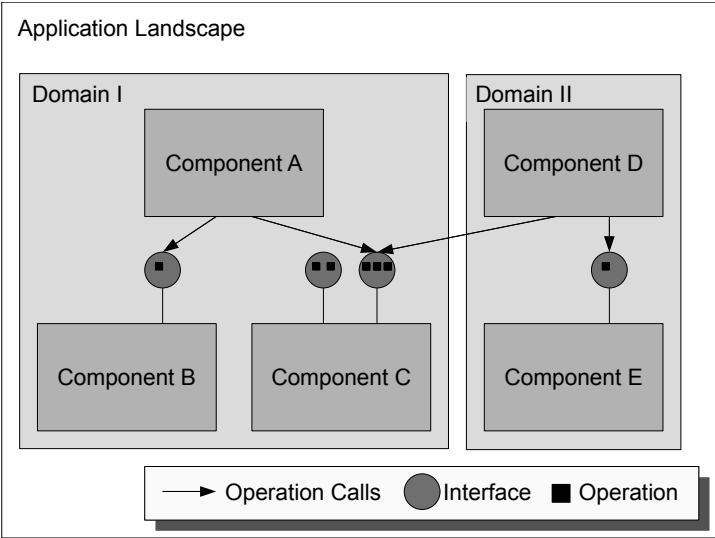 Application Landscape
Domain I
Domain II
Component A
Component D
Component B
Component C
Component E
Operation Calls
Interface
Operation